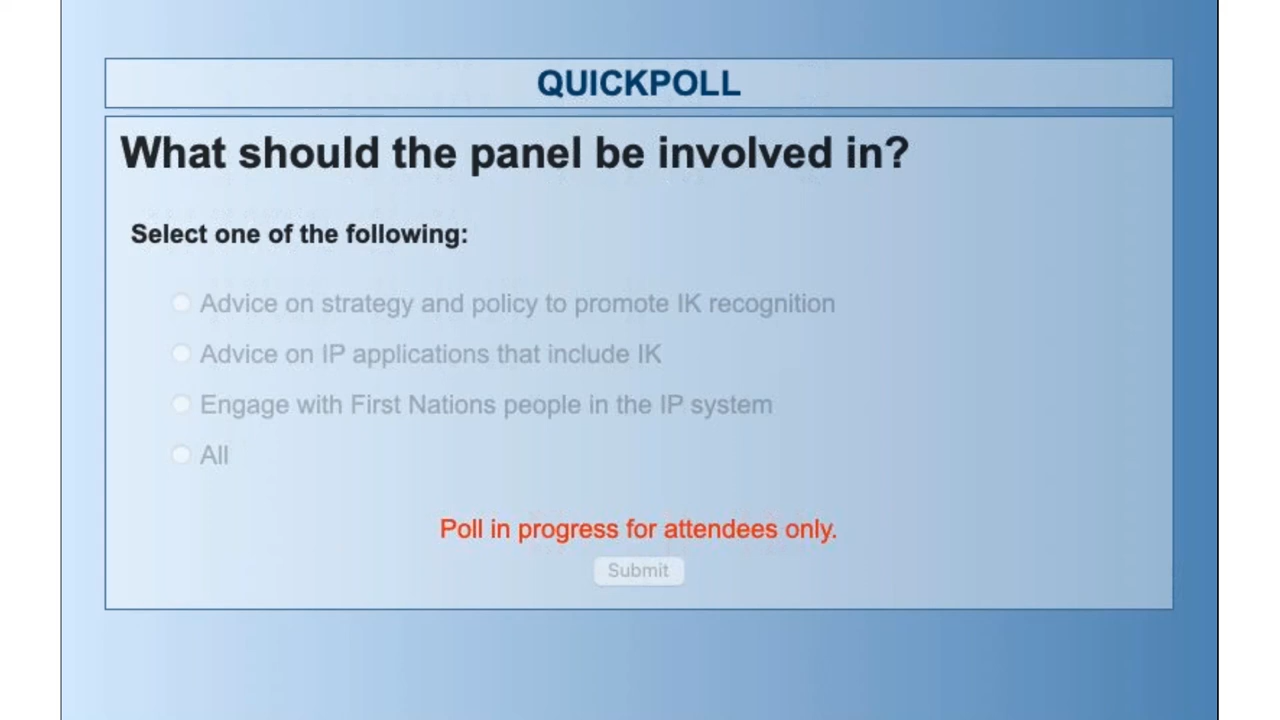 QUICKPOLL
What should the panel be involved in?
Select one of the following:
Advice on strategy and policy to promote IK recognition
Advice on IP applications that include IK
Engage with First Nations people in the IP system
All
Poll in progress for attendees only.
Submit